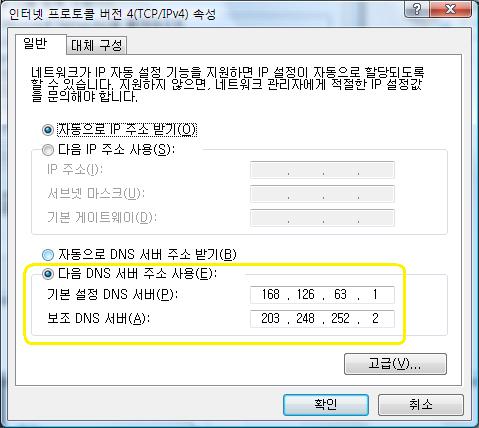 인터넷 프로토콜 버전 4(TCP/IPv4) 속성
일반 대체 구성
네트워크가 IP 자동 설정 기능을 지원하면 IP 설정이 자동으로 할당되도록
할 수 있습니다. 지원하지 않으면, 네트워크 관리자에게 적절한 IP 설정값
을 문의해야 합니다.
자동으로 IP 주소 받기(O)
다음 IP 주소 사용(S):
IP 주소(I):
서브넷 마스크(U):
기본 게이트웨이(D):
자동으로 DNS 서버 주소 받기(B)
다음 DNS 서버 주소 사용(E):
기본 설정 DNS 서버(P): 168 . 126 . 63 . 1
보조 DNS 서버(A): 203 . 248 . 252 . 2
고급(V)...
확인 취소